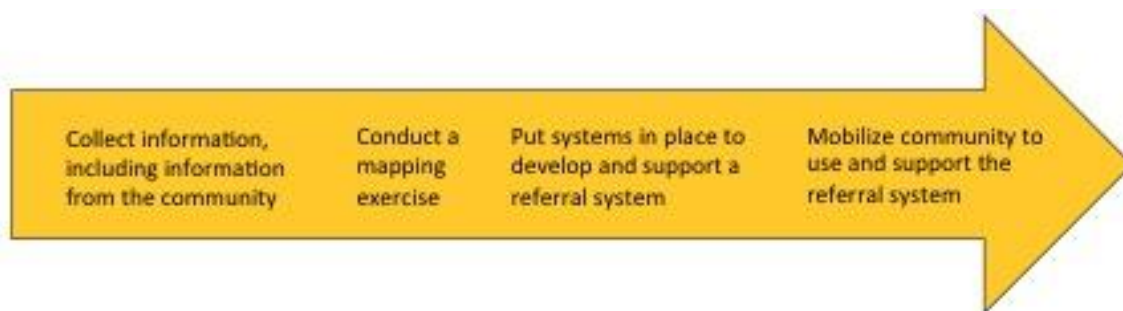 Collect information,
including information
from the community
Conduct a
mapping
exercise
Put systems in place to
develop and support a
referral system
Mobilize community to
use and support the
referral system